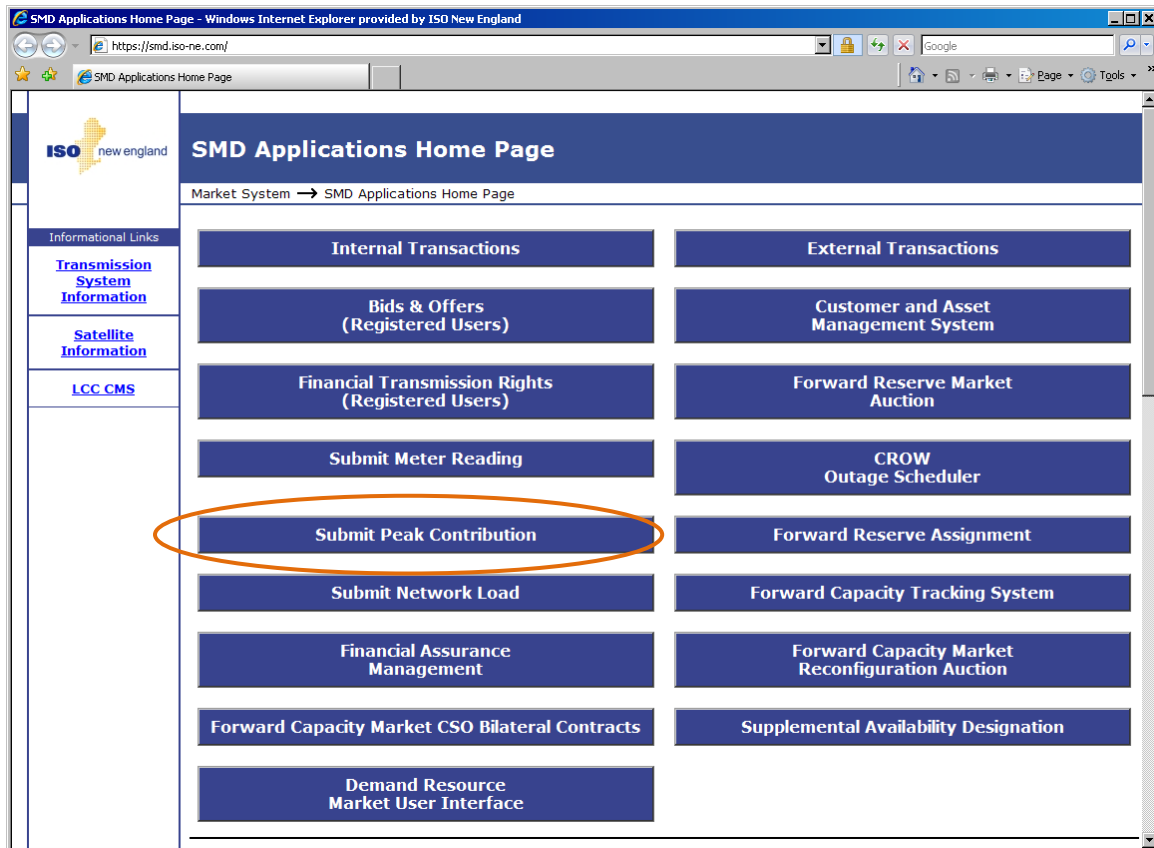 SMD Applications Home Page - Windows Internet Explorer provided by ISO New England
https://smd.iso-ne.com/
Google
SMD Applications Home Page
Page
Tools
»
ISO new england
SMD Applications Home Page
Market System → SMD Applications Home Page
Informational Links
Transmission
System
Information
Satellite
Information
LCC CMS
Internal Transactions
External Transactions
Bids & Offers
(Registered Users)
Customer and Asset
Management System
Financial Transmission Rights
(Registered Users)
Forward Reserve Market
Auction
Submit Meter Reading
CROW
Outage Scheduler
Submit Peak Contribution
Forward Reserve Assignment
Submit Network Load
Forward Capacity Tracking System
Financial Assurance
Management
Forward Capacity Market
Reconfiguration Auction
Forward Capacity Market CSO Bilateral Contracts
Supplemental Availability Designation
Demand Resource
Market User Interface